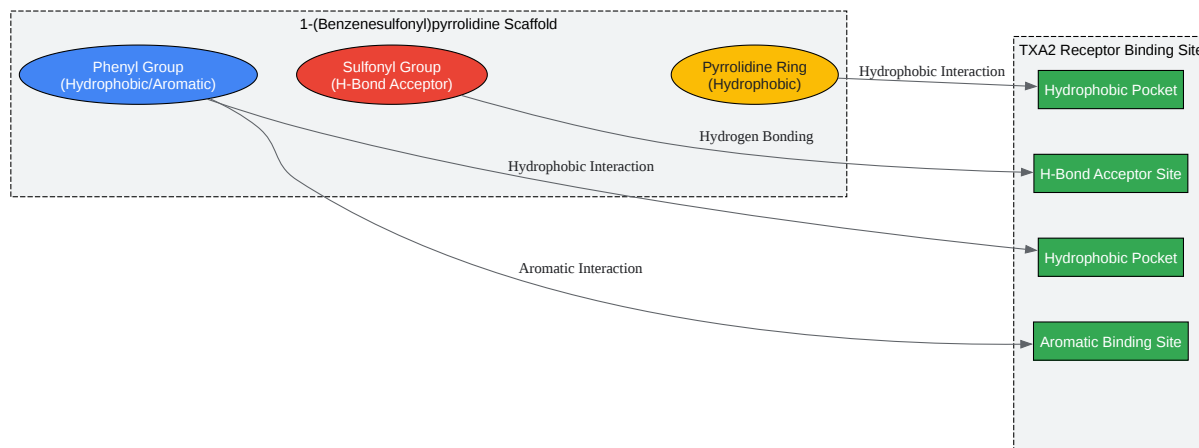 1-(Benzenesulfonyl)pyrrolidine Scaffold
Phenyl Group
(Hydrophobic/Aromatic)
Sulfonyl Group
(H-Bond Acceptor)
Pyrrolidine Ring
(Hydrophobic)
Hydrophobic Interaction
Hydrogen Bonding
Hydrophobic Interaction
Aromatic Interaction
TXA2 Receptor Binding Site
Hydrophobic Pocket
H-Bond Acceptor Site
Hydrophobic Pocket
Aromatic Binding Site